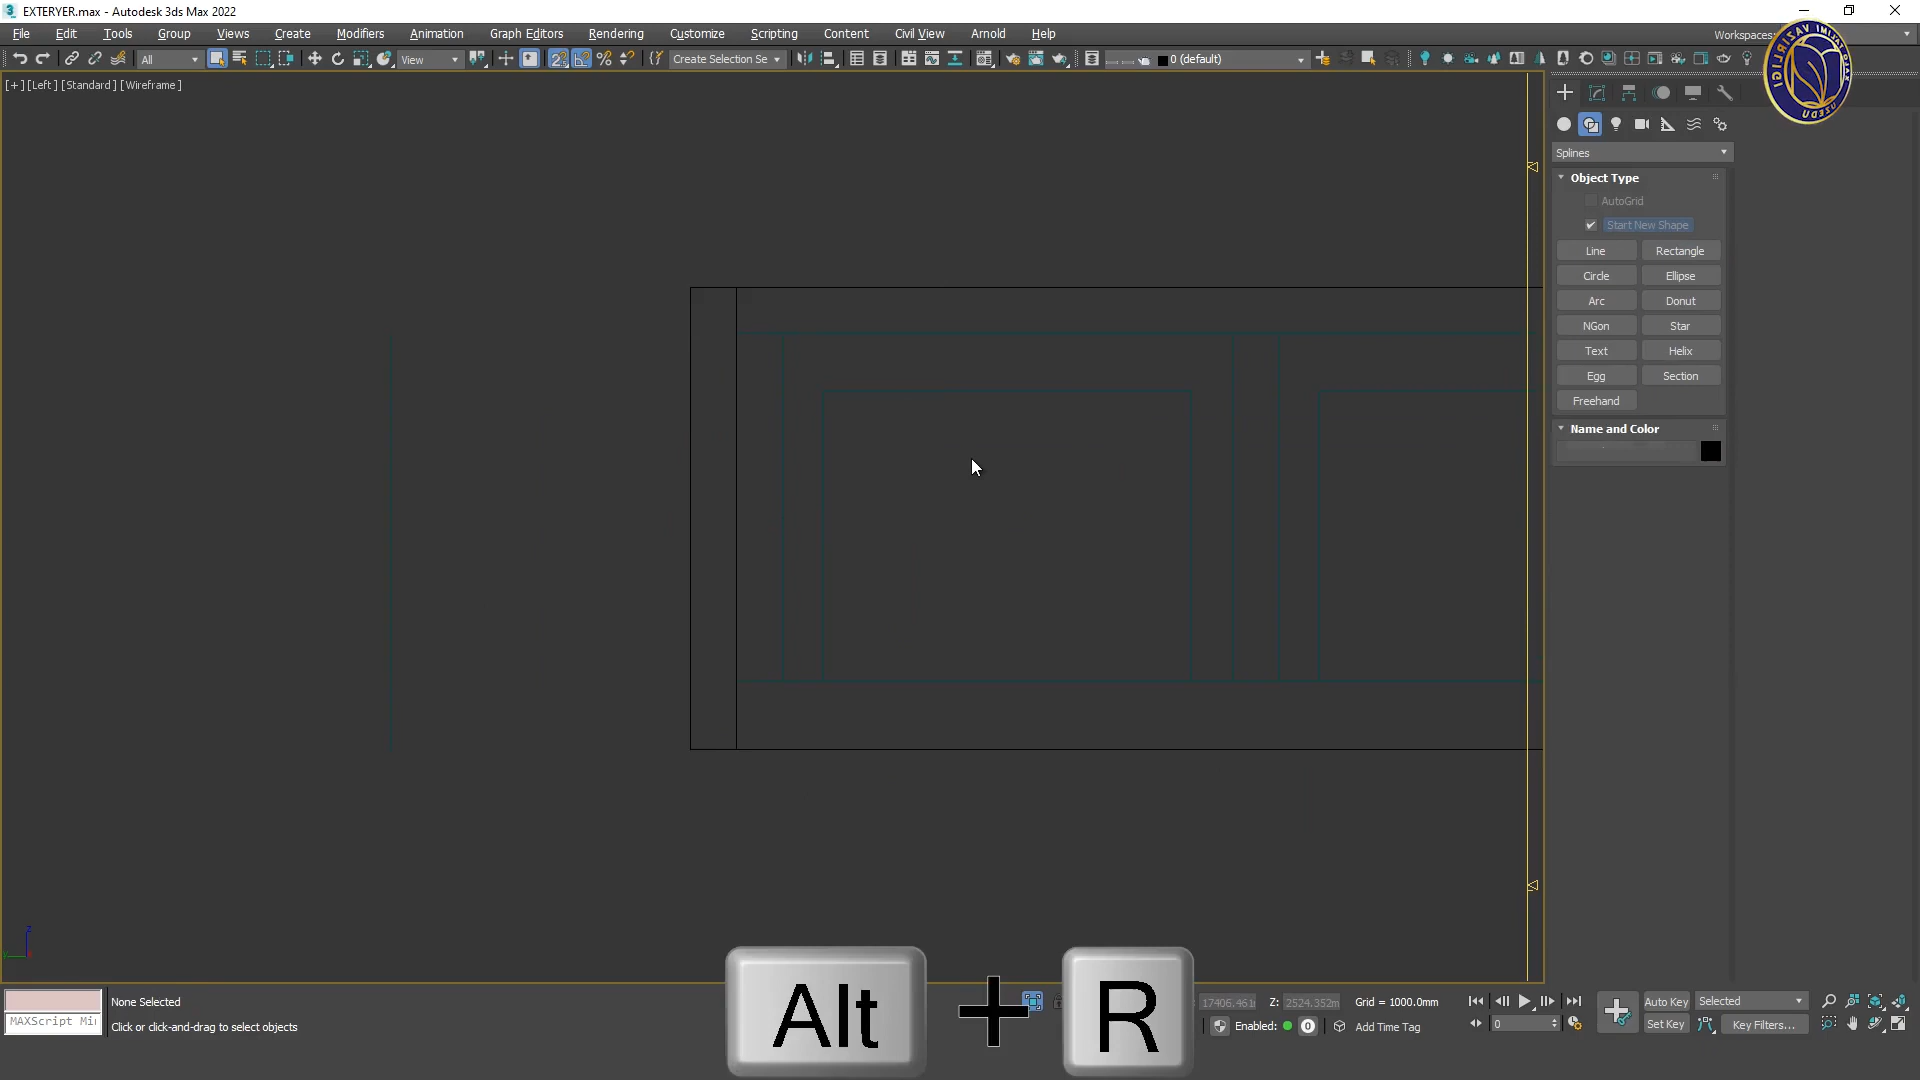 EXTERYER.max - Autodesk 3ds Max 2022
File Edit Tools Group Views Create Modifiers Animation Graph Editors Rendering Customize Scripting Content Civil View Arnold Help Workspaces:
All View Create Selection Se 0 (default)
[+] [Left] [Standard] [Wireframe]
Splines
Object Type
AutoGrid
Start New Shape
Line Rectangle
Circle Ellipse
Arc Donut
NGon Star
Text Helix
Egg Section
Freehand
Name and Color
z
Alt + R
None Selected
17406.461 Z: 2524.352m Grid = 1000.0mm
Auto Key Selected
MAXScript Mi
Click or click-and-drag to select objects
Enabled: 0 Add Time Tag
0
Set Key Key Filters...
UZEDU